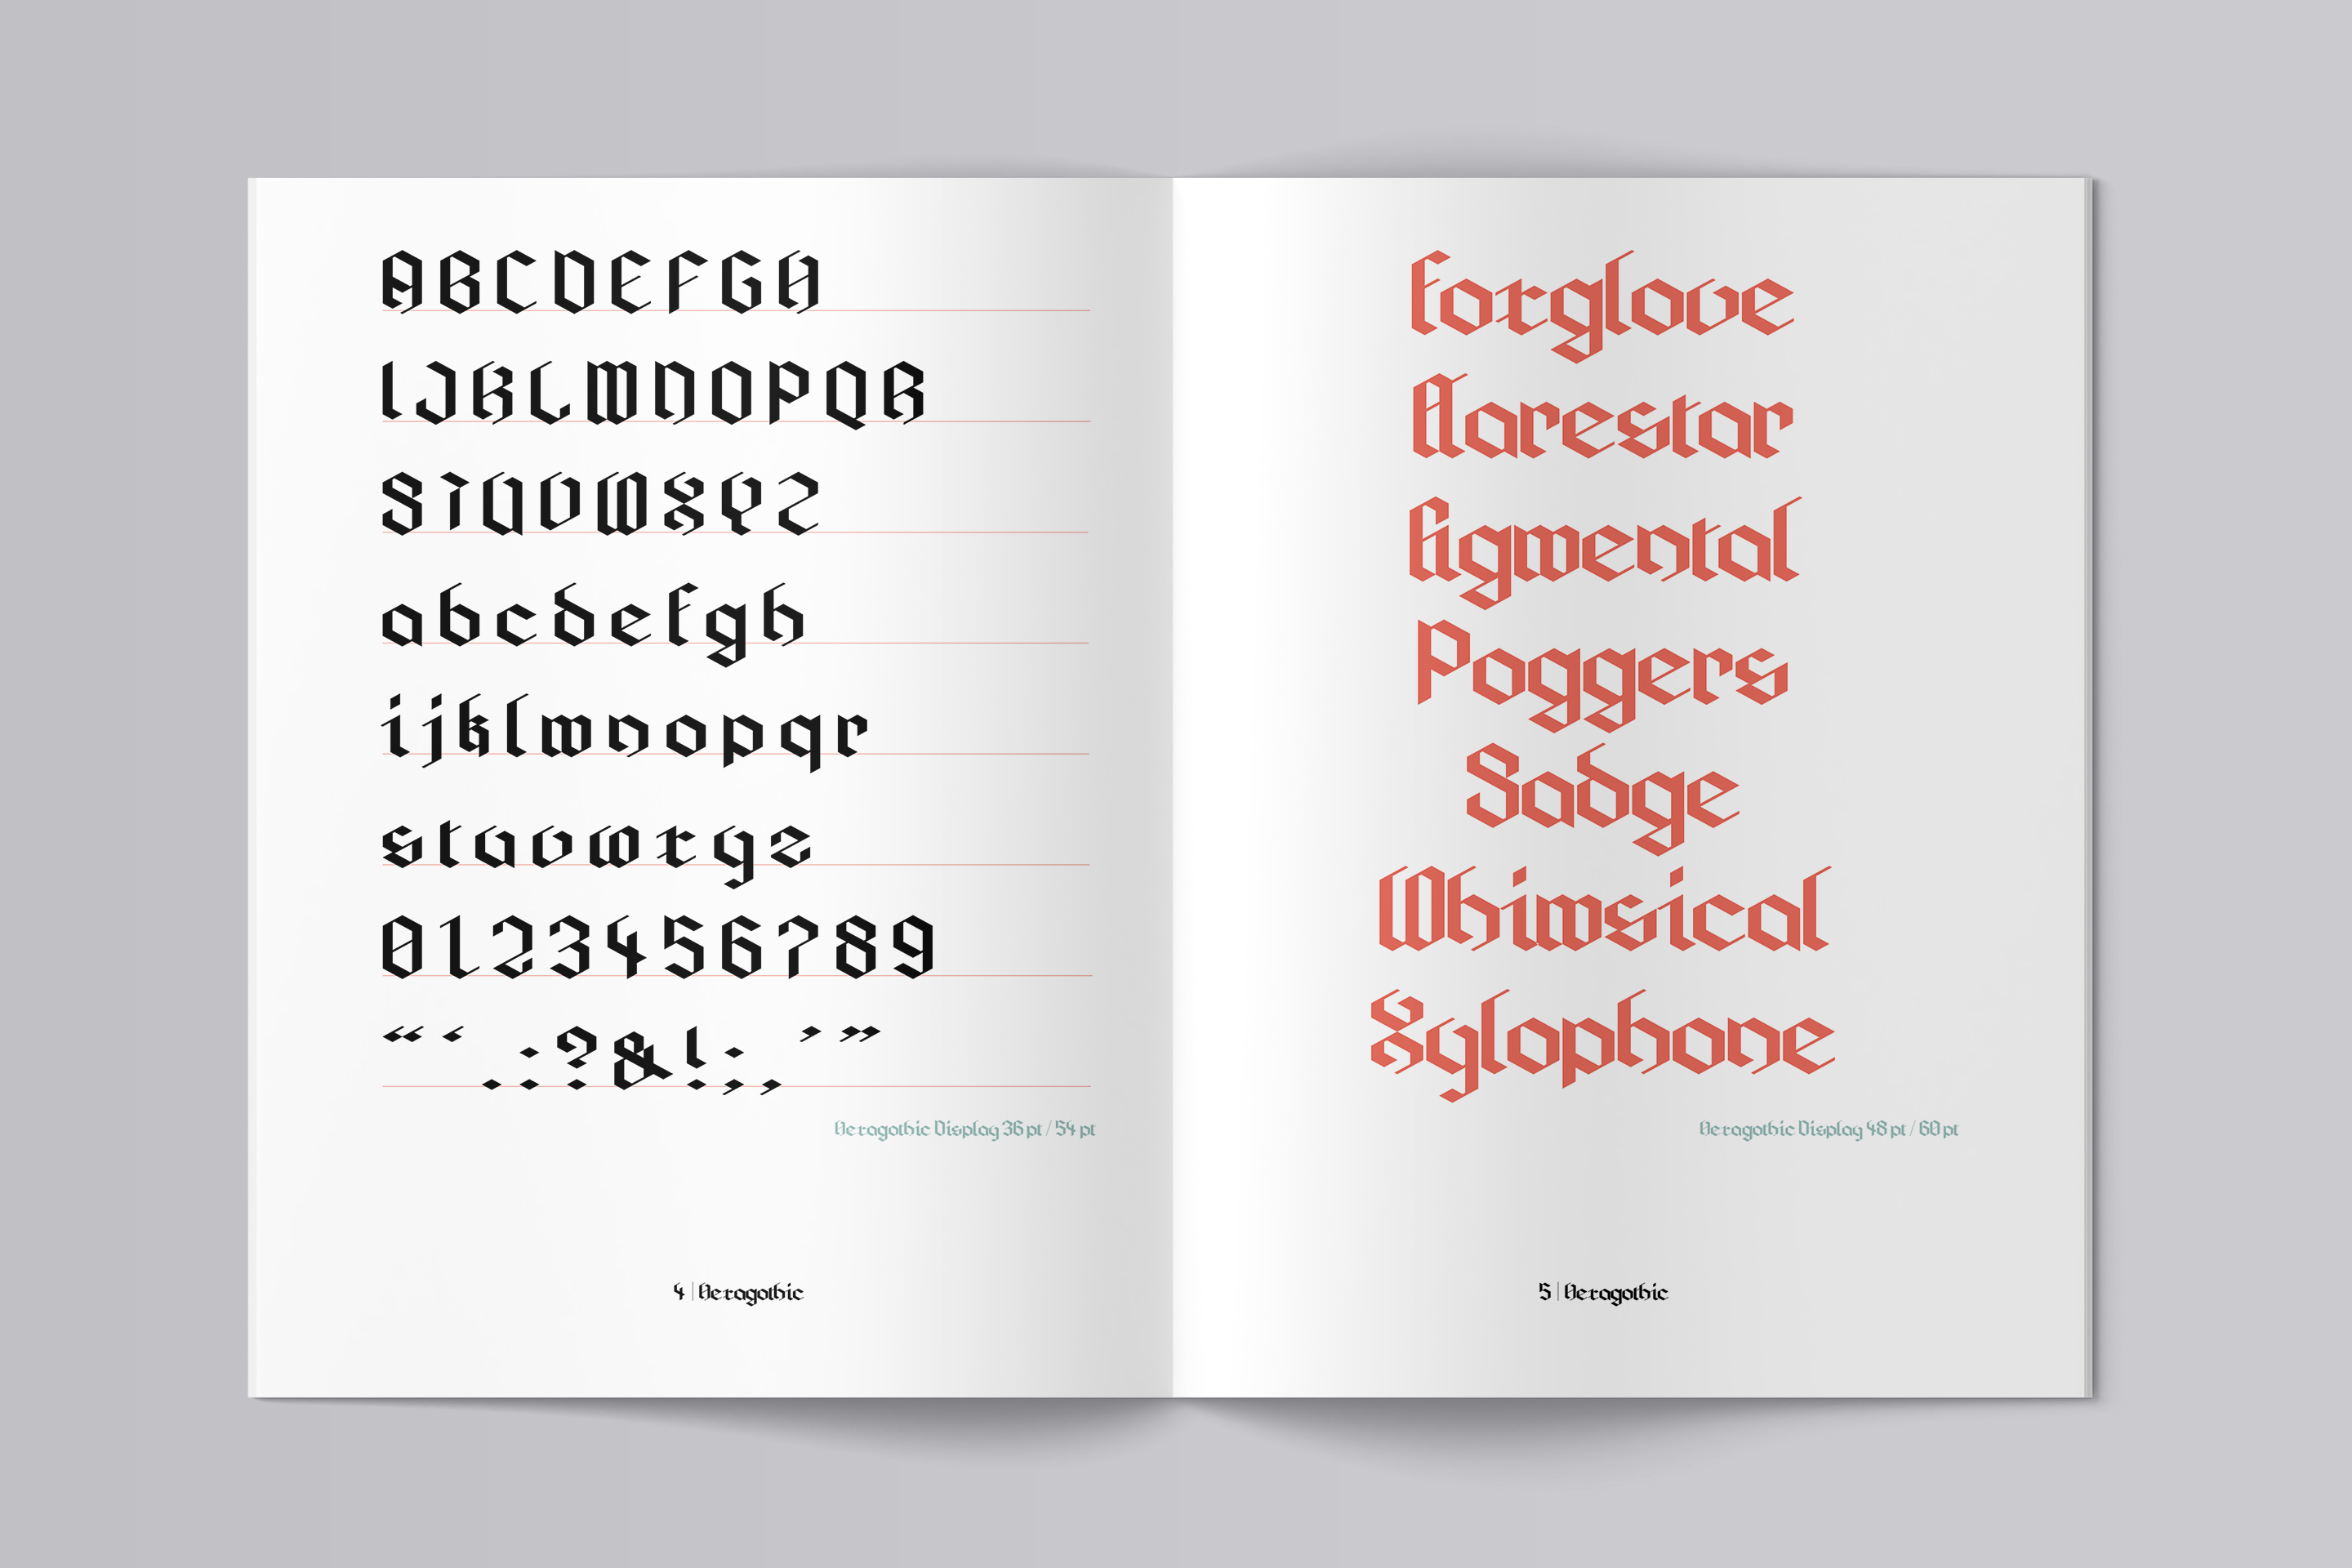 ABCDEFGH
IJKLMNOPQR
STUVWXYZ
abcdefgh
ijklmnopqr
stuvwxyz
0123456789
“‘.:?&!;,’”
Hexagothic Display 36 pt / 54 pt
4 | Hexagothic
foxglove
flarestar
figmental
Poggers
Sadge
Whimsical
Xylophone
Hexagothic Display 48 pt / 60 pt
5 | Hexagothic